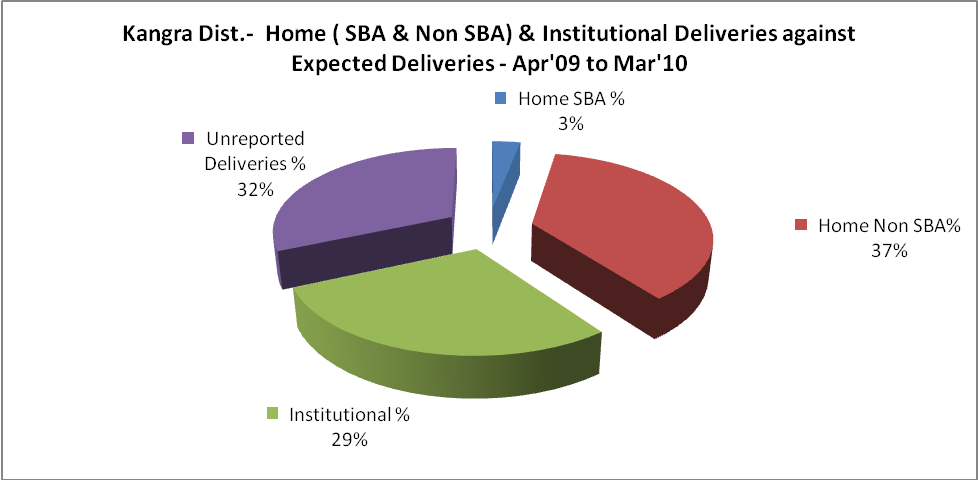 Kangra Dist.-  Home ( SBA & Non SBA) & Institutional Deliveries against
Expected Deliveries - Apr'09 to Mar'10
Home SBA %
3%
Unreported
Deliveries %
32%
Home Non SBA%
37%
Institutional %
29%